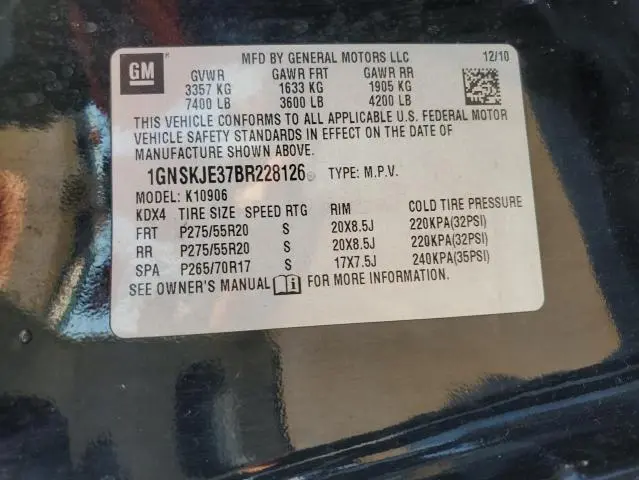 GM
MFD BY GENERAL MOTORS LLC 12/10
GVWR GAWR FRT GAWR RR
3357 KG 1633 KG 1905 KG
7400 LB 3600 LB 4200 LB
THIS VEHICLE CONFORMS TO ALL APPLICABLE U.S. FEDERAL MOTOR
VEHICLE SAFETY STANDARDS IN EFFECT ON THE DATE OF
MANUFACTURE SHOWN ABOVE.
1GNSKJE37BR228126 TYPE: M.P.V.
MODEL: K10906
KDX4 TIRE SIZE SPEED RTG RIM COLD TIRE PRESSURE
FRT P275/55R20 S 20X8.5J 220KPA(32PSI)
RR P275/55R20 S 20X8.5J 220KPA(32PSI)
SPA P265/70R17 S 17X7.5J 240KPA(35PSI)
SEE OWNER'S MANUAL FOR MORE INFORMATION